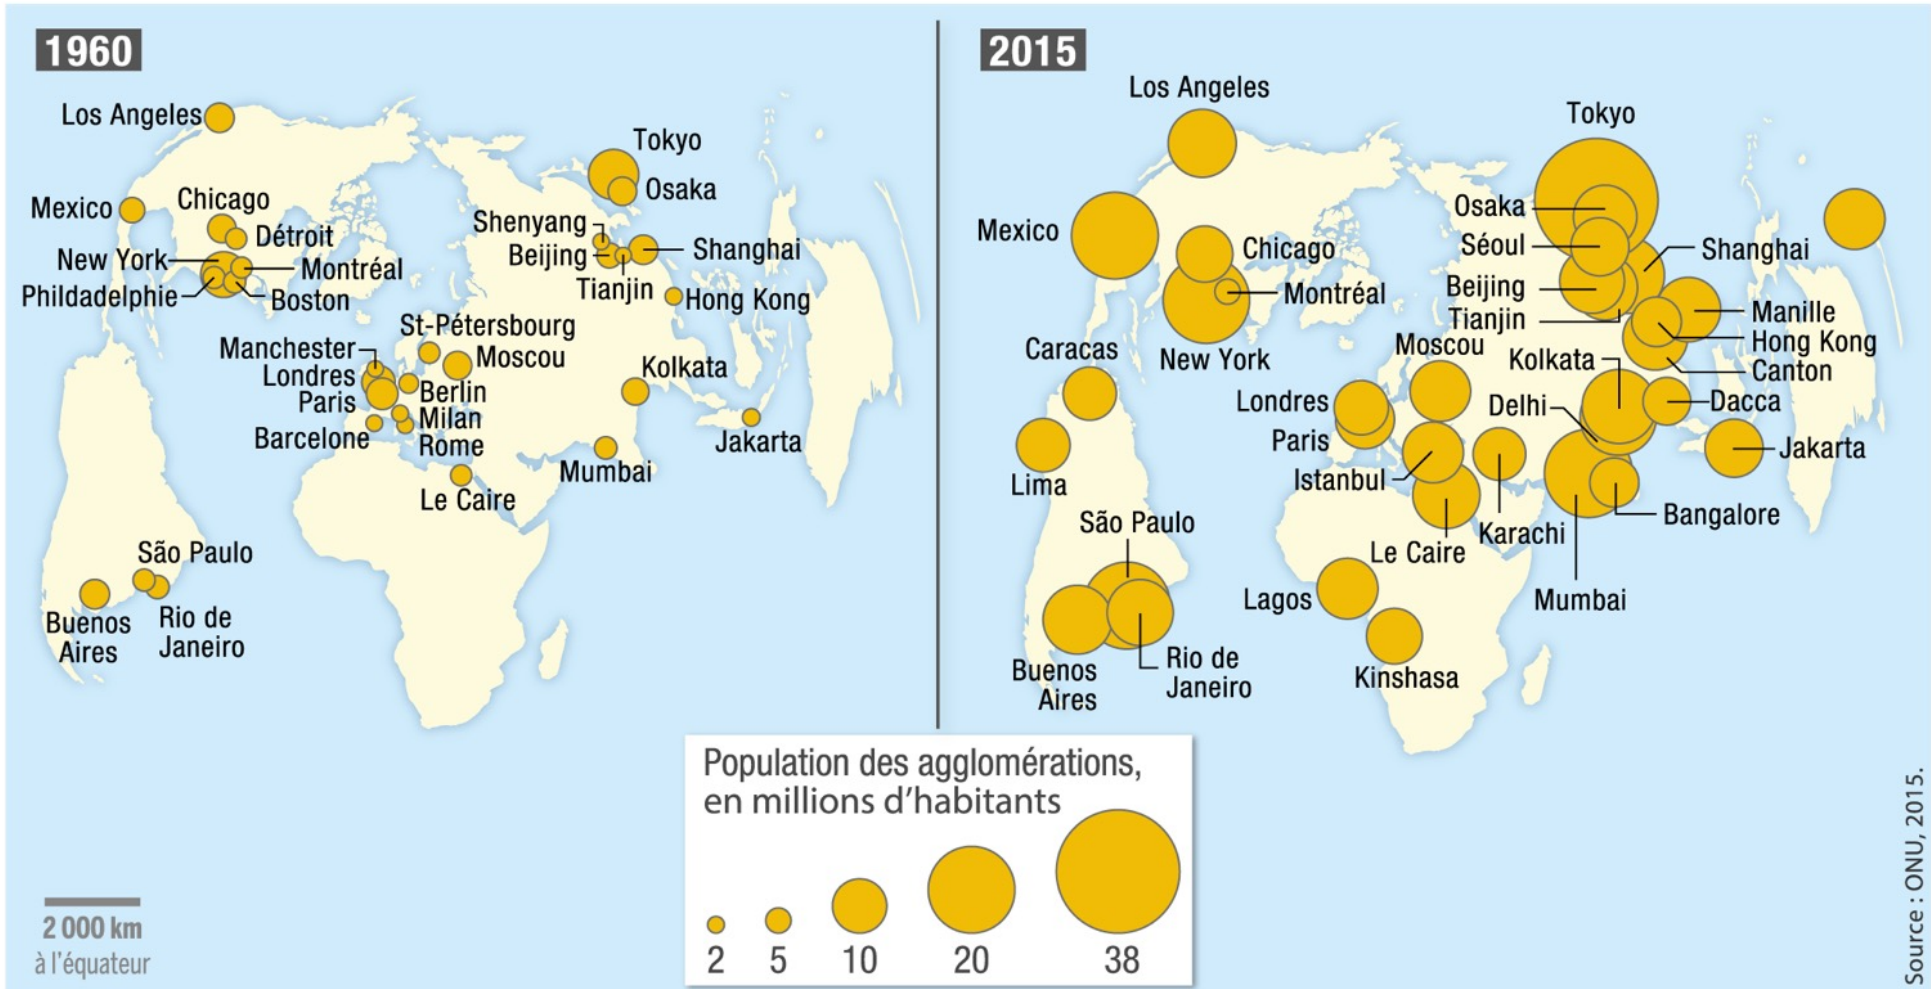 1960
Los Angeles
Tokyo
Osaka
Mexico
Chicago
Détroit
Shenyang
Beijing
Shanghai
Tianjin
New York
Montréal
Phildadelphie
Boston
Hong Kong
St-Pétersbourg
Manchester
Moscou
Londres
Kolkata
Paris
Berlin
Milan
Barcelone
Rome
Jakarta
Mumbai
Le Caire
São Paulo
Buenos
Aires
Rio de
Janeiro
2 000 km
à l'équateur
2015
Los Angeles
Tokyo
Osaka
Mexico
Séoul
Shanghai
Chicago
Beijing
Montréal
Manille
Tianjin
Hong Kong
Moscou
Caracas
New York
Kolkata
Canton
Londres
Delhi
Dacca
Paris
Jakarta
Istanbul
Lima
Bangalore
São Paulo
Karachi
Le Caire
Lagos
Mumbai
Buenos
Aires
Rio de
Janeiro
Kinshasa
Population des agglomérations,
en millions d'habitants
2 5 10 20 38
Source : ONU, 2015.